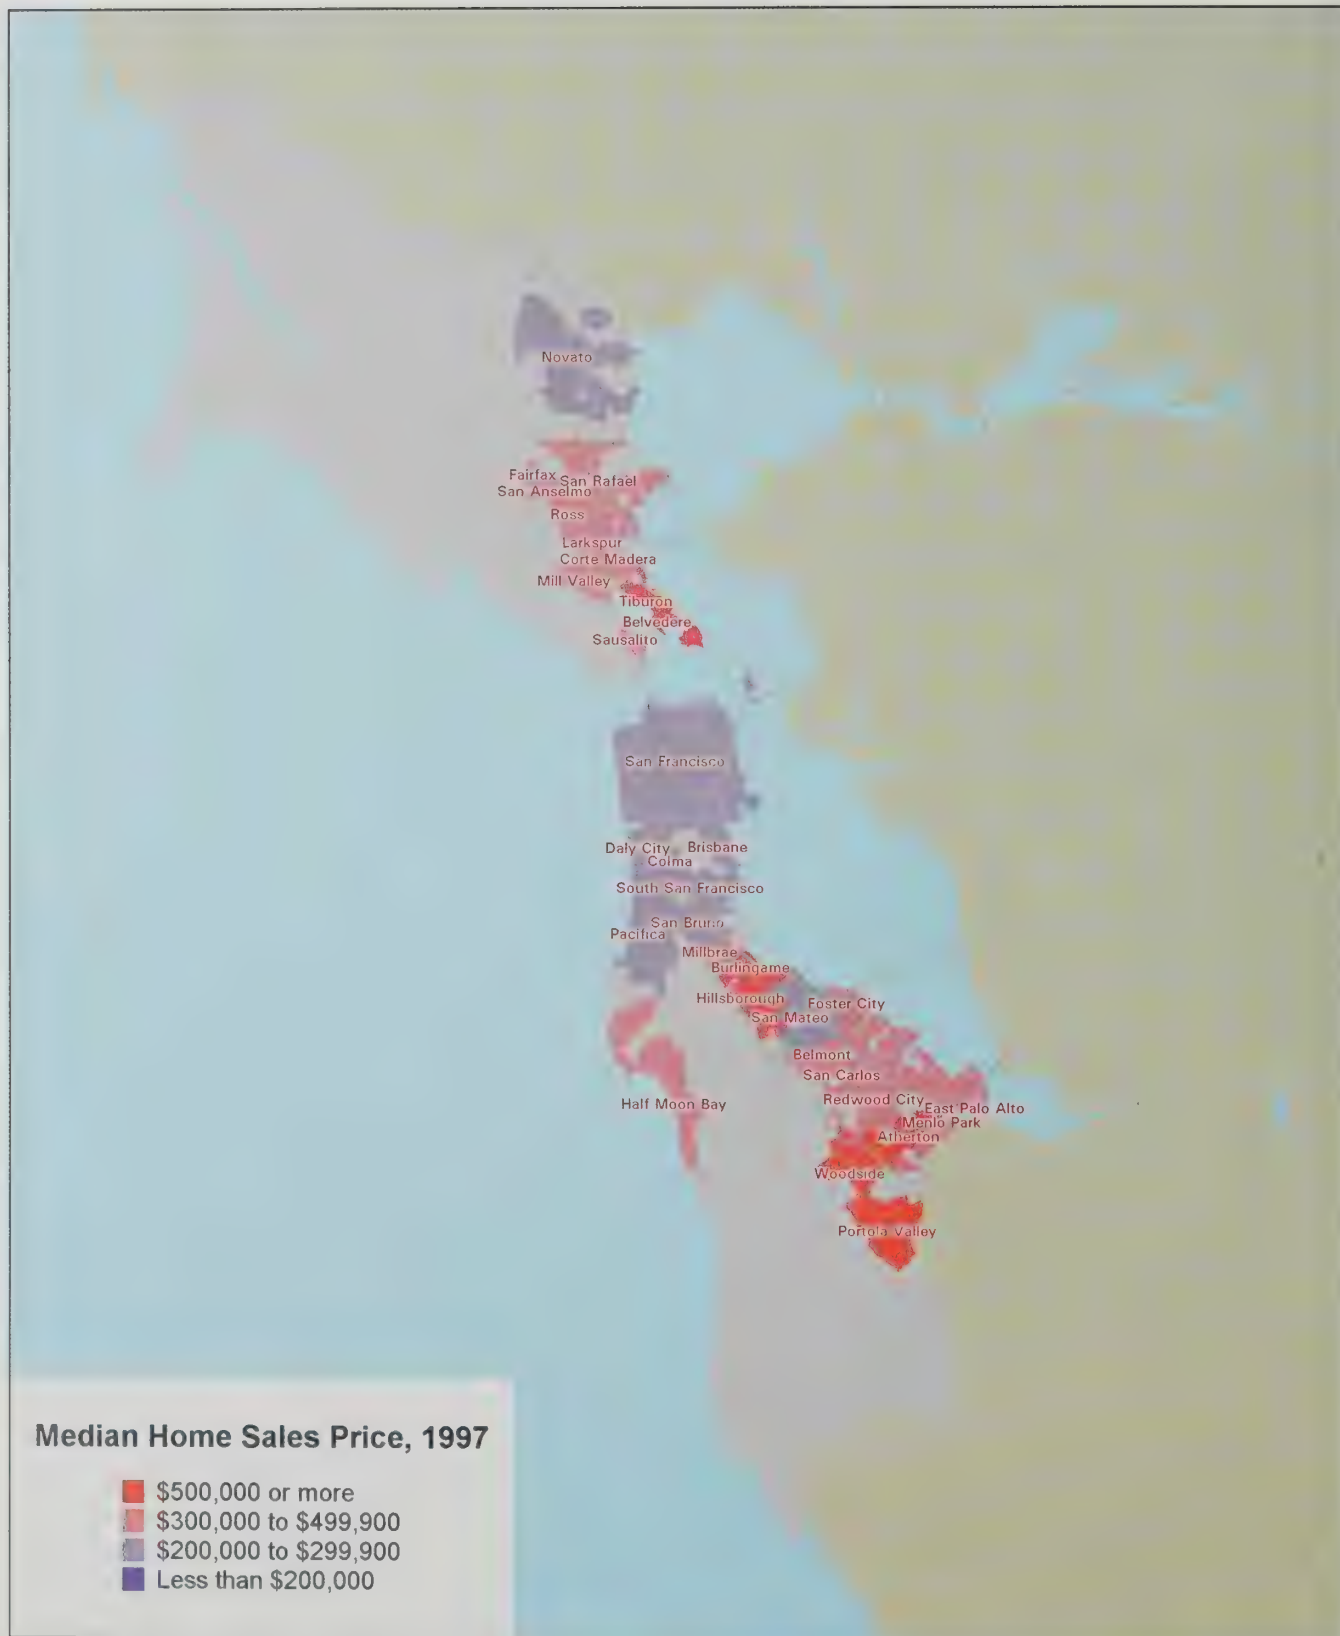 Novato
Fairfax
San Rafael
San Anselmo
Ross
Larkspur
Corte Madera
Mill Valley
Tiburon
Belvedere
Sausalito
San Francisco
Daly City
Brisbane
Colma
South San Francisco
San Bruno
Pacifica
Millbrae
Burlingame
Hillsborough
Foster City
San Mateo
Belmont
San Carlos
Half Moon Bay
Redwood City
East Palo Alto
Menlo Park
Atherton
Woodside
Portola Valley
Median Home Sales Price, 1997
$500,000 or more
$300,000 to $499,900
$200,000 to $299,900
Less than $200,000